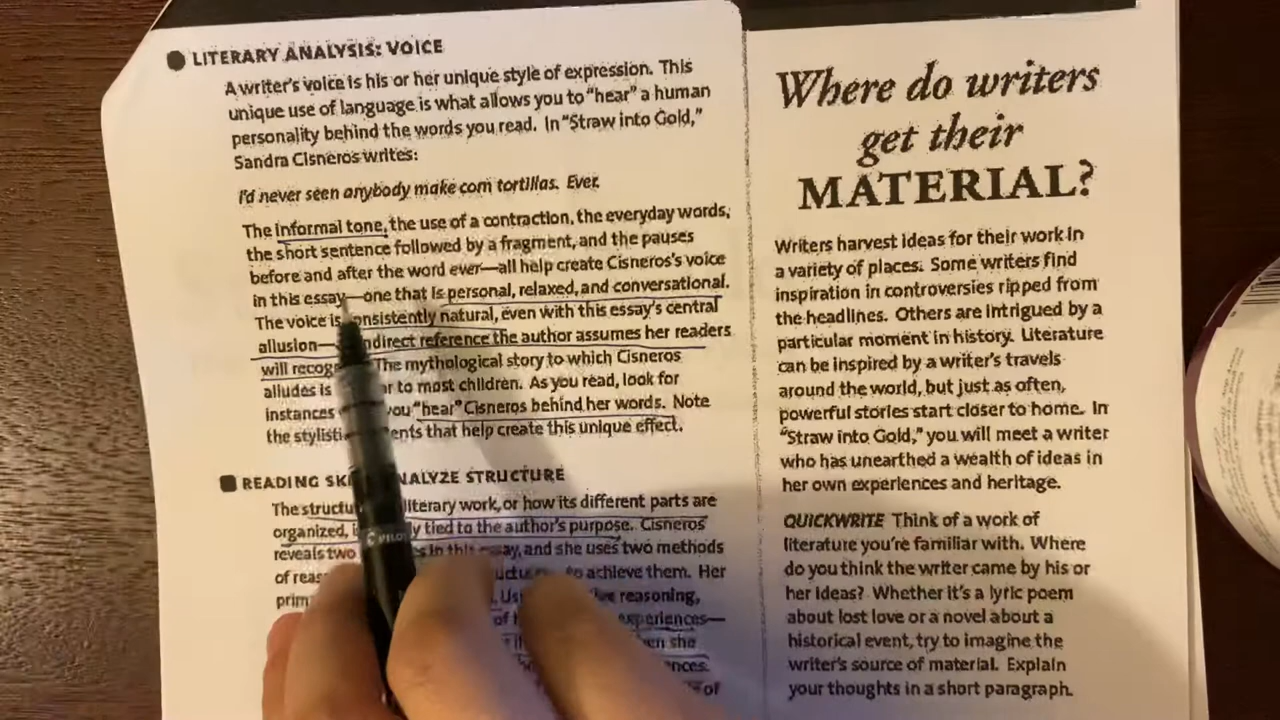 LITERARY ANALYSIS: VOICE
A writer's voice is his or her unique style of expression. This
unique use of language is what allows you to "hear" a human
personality behind the words you read. In "Straw into Gold,"
Sandra Cisneros writes:
I'd never seen anybody make corn tortillas. Ever.
The informal tone, the use of a contraction, the everyday words,
the short sentence followed by a fragment, and the pauses
before and after the word ever—all help create Cisneros's voice
in this essay—one that is personal, relaxed, and conversational.
The voice is consistently natural, even with this essay's central
allusion— direct reference the author assumes her readers
will The mythological story to which Cisneros
alludes is to most children. As you read, look for
instances you "hear" Cisneros behind her words. Note
the that help create this unique effect.
READING ANALYZE STRUCTURE
The literary work, or how its different parts are
organized, tied to the author's purpose. Cisneros
reveals two in this essay, and she uses two methods
of to achieve them. Her
reasoning,
of experiences—
she
of
Where do writers
get their
MATERIAL?
Writers harvest ideas for their work in
a variety of places. Some writers find
inspiration in controversies ripped from
the headlines. Others are intrigued by a
particular moment in history. Literature
can be inspired by a writer's travels
around the world, but just as often,
powerful stories start closer to home. In
"Straw into Gold," you will meet a writer
who has unearthed a wealth of ideas in
her own experiences and heritage.
QUICKWRITE Think of a work of
literature you're familiar with. Where
do you think the writer came by his or
her ideas? Whether it's a lyric poem
about lost love or a novel about a
historical event, try to imagine the
writer's source of material. Explain
your thoughts in a short paragraph.
PILOT